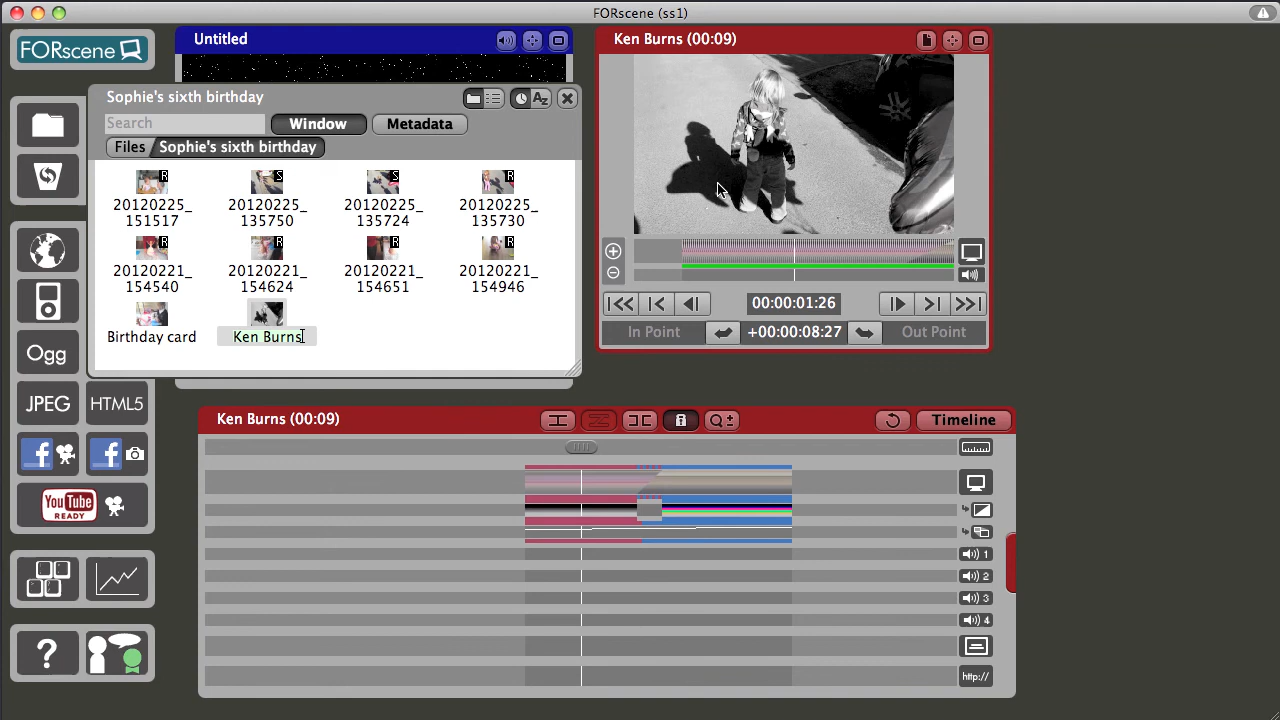 FORscene (ss1)
FORscene
Untitled
Ken Burns (00:09)
Sophie's sixth birthday
Search
Window
Metadata
Files
Sophie's sixth birthday
R
S
S
R
20120225_
151517
20120225_
135750
20120225_
135724
20120225_
135730
R
R
R
R
20120221_
154540
20120221_
154624
20120221_
154651
20120221_
154946
Birthday card
Ken Burns
00:00:01:26
In Point
+00:00:08:27
Out Point
Ogg
JPEG
HTML5
You Tube
READY
Ken Burns (00:09)
Timeline
1
2
3
4
http://